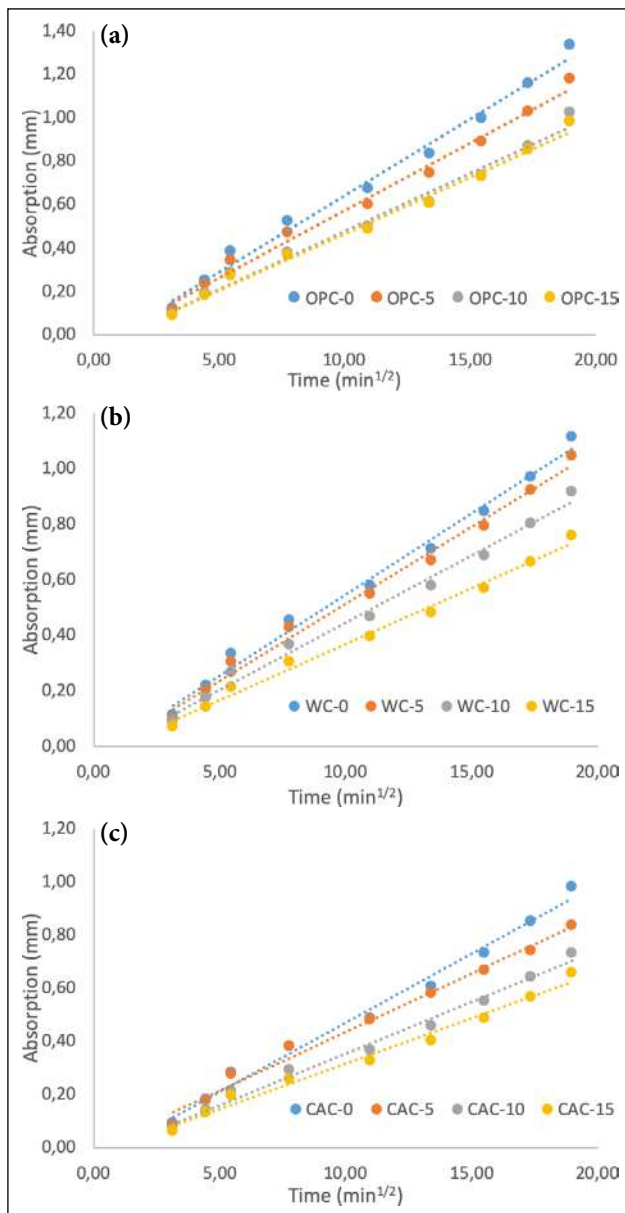 (a)
1,40
1,20
1,00
0,80
0,60
0,40
0,20
0,00
Absorption (mm)
OPC-0 OPC-5 OPC-10 OPC-15
0,00 5,00 10,00 15,00 20,00
Time (min1/2)
(b)
1,20
1,00
0,80
0,60
0,40
0,20
0,00
Absorption (mm)
WC-0 WC-5 WC-10 WC-15
0,00 5,00 10,00 15,00 20,00
Time (min1/2)
(c)
1,20
1,00
0,80
0,60
0,40
0,20
0,00
Absorption (mm)
CAC-0 CAC-5 CAC-10 CAC-15
0,00 5,00 10,00 15,00 20,00
Time (min1/2)